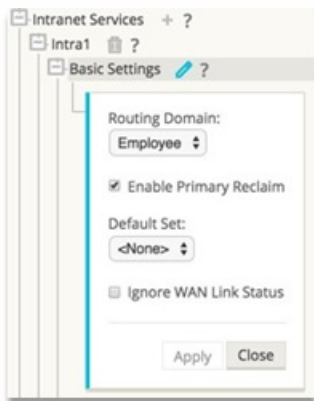 Intranet Services + ?
Intra1 ?
Basic Settings ?
Routing Domain:
Employee
Enable Primary Reclaim
Default Set:
<None>
Ignore WAN Link Status
Apply Close